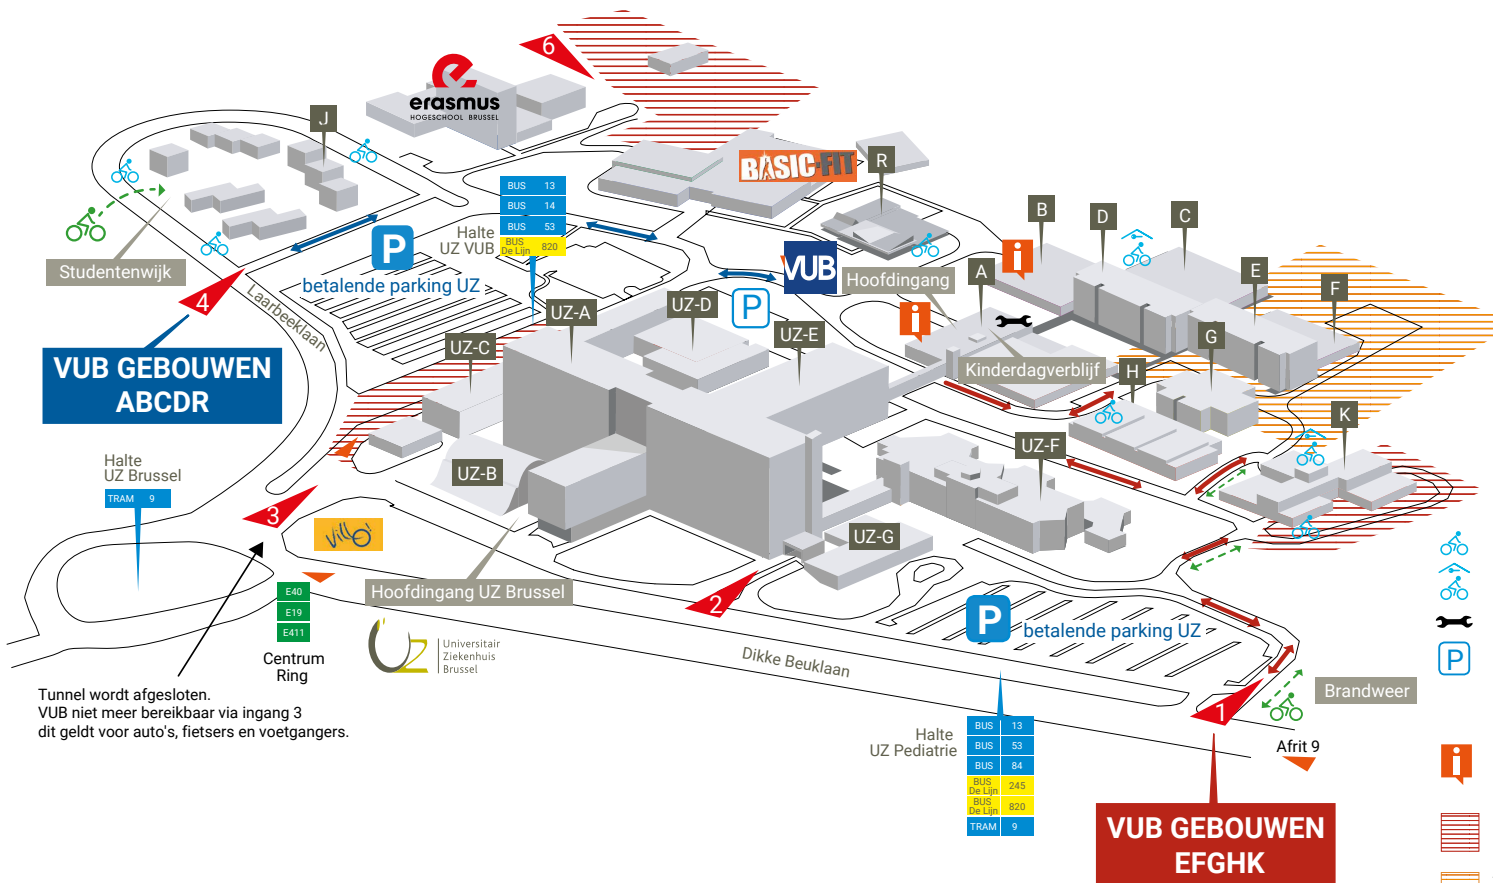 6
erasmus
HOGESCHOOL BRUSSEL
J
BASIC-FIT
R
BUS 13
BUS 14
BUS 53
BUS De Lijn 820
Halte
UZ VUB
B
D
C
P
betalende parking UZ
Studentenwijk
4
Laarbeeklaan
VUB
Hoofdingang
A
i
E
F
UZ-A
UZ-D
P
UZ-E
UZ-C
i
G
VUB GEBOUWEN
ABCDR
Kinderdagverblijf
H
K
Halte
UZ Brussel
TRAM 9
UZ-B
UZ-F
3
villo
UZ-G
E40
E19
E411
Centrum
Ring
Hoofdingang UZ Brussel
2
UZ
Universitair
Ziekenhuis
Brussel
P
betalende parking UZ
Dikke Beuklaan
P
Tunnel wordt afgesloten.
VUB niet meer bereikbaar via ingang 3
dit geldt voor auto's, fietsers en voetgangers.
Brandweer
1
Halte
UZ Pediatrie
BUS 13
BUS 53
BUS 84
BUS De Lijn 245
BUS De Lijn 820
TRAM 9
Afrit 9
i
VUB GEBOUWEN
EFGHK